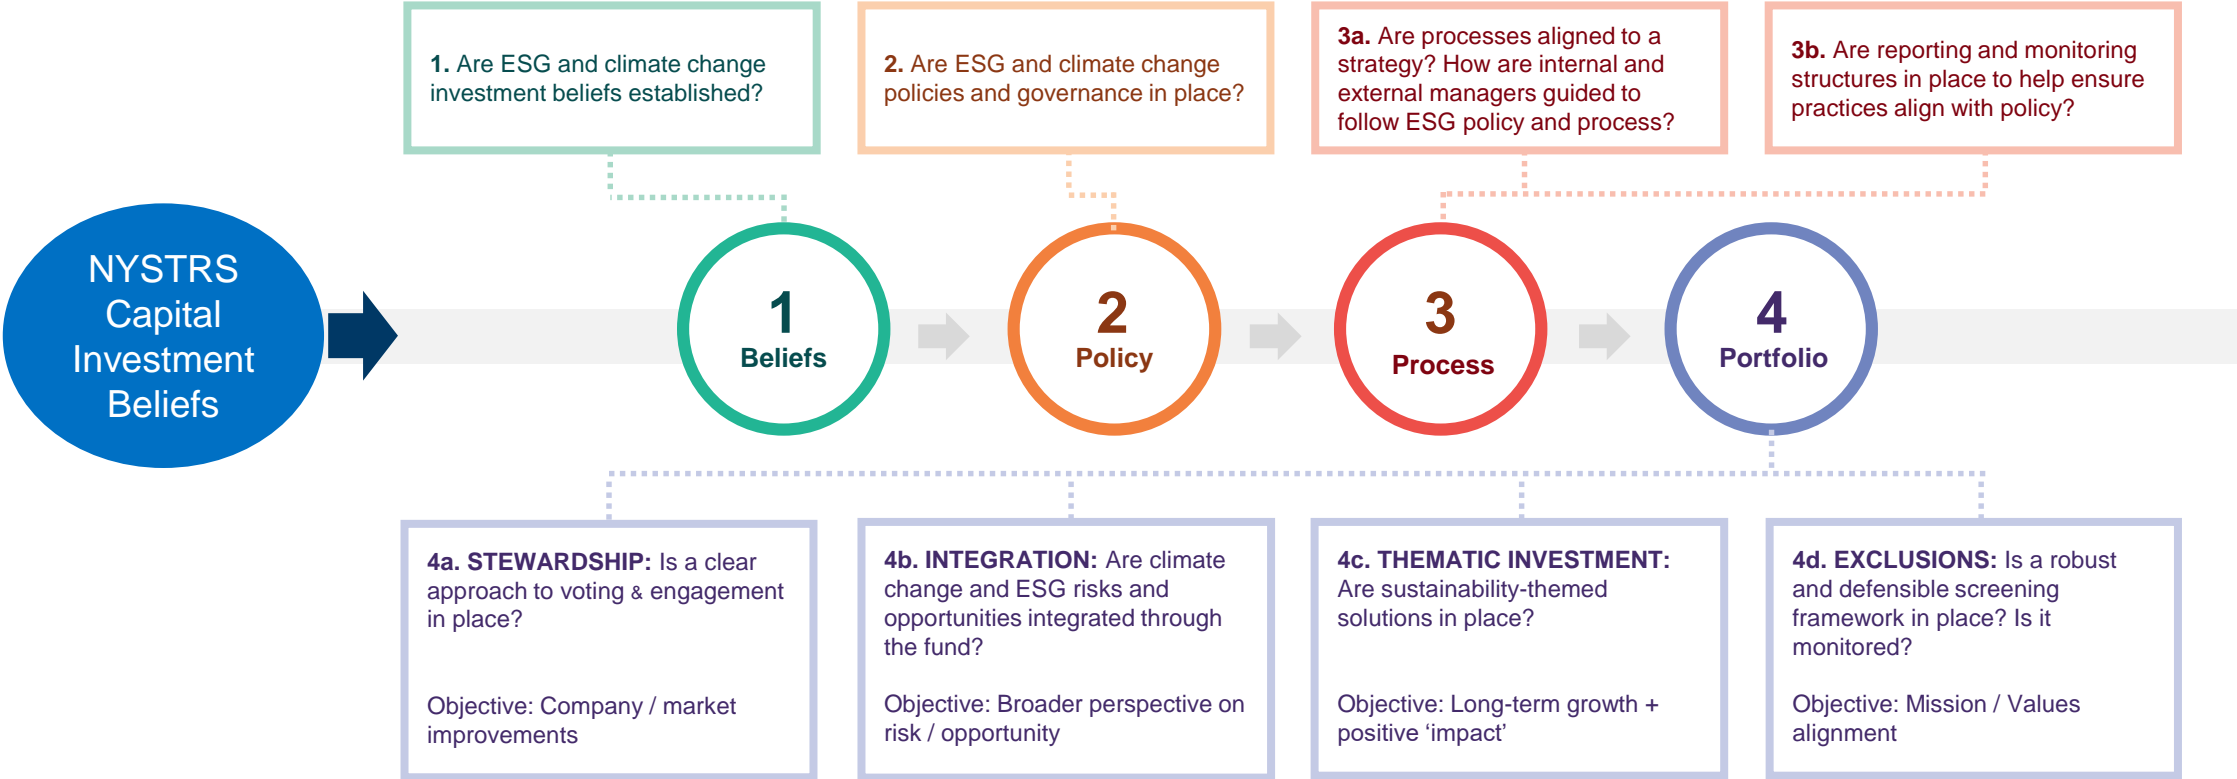 1. Are ESG and climate change
investment beliefs established?
2. Are ESG and climate change
policies and governance in place?
3a. Are processes aligned to a
strategy? How are internal and
external managers guided to
follow ESG policy and process?
3b. Are reporting and monitoring
structures in place to help ensure
practices align with policy?
NYSTRS
Capital
Investment
Beliefs
1
Beliefs
2
Policy
3
Process
4
Portfolio
4a. STEWARDSHIP: Is a clear
approach to voting & engagement
in place?
Objective: Company / market
improvements
4b. INTEGRATION: Are climate
change and ESG risks and
opportunities integrated through
the fund?
Objective: Broader perspective on
risk / opportunity
4c. THEMATIC INVESTMENT:
Are sustainability-themed
solutions in place?
Objective: Long-term growth +
positive ‘impact’
4d. EXCLUSIONS: Is a robust
and defensible screening
framework in place? Is it
monitored?
Objective: Mission / Values
alignment